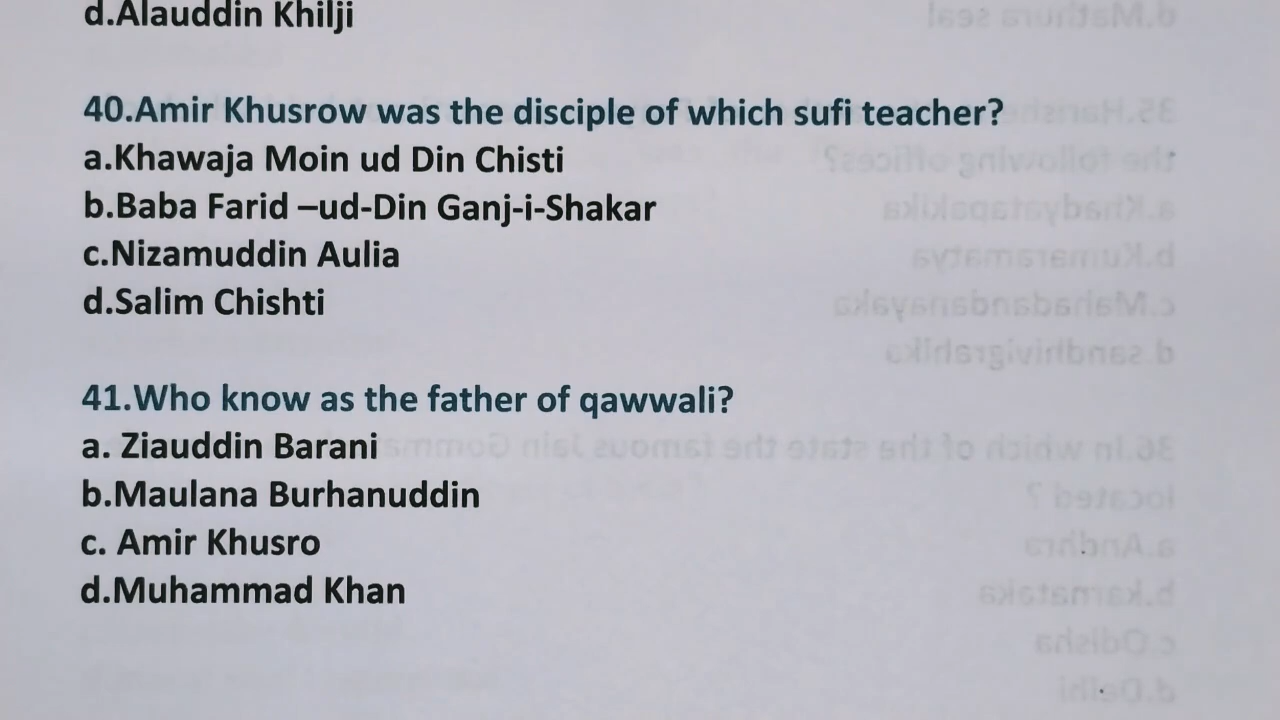 d.Alauddin Khilji
40.Amir Khusrow was the disciple of which sufi teacher?
a.Khawaja Moin ud Din Chisti
b.Baba Farid –ud-Din Ganj-i-Shakar
c.Nizamuddin Aulia
d.Salim Chishti
41.Who know as the father of qawwali?
a. Ziauddin Barani
b.Maulana Burhanuddin
c. Amir Khusro
d.Muhammad Khan